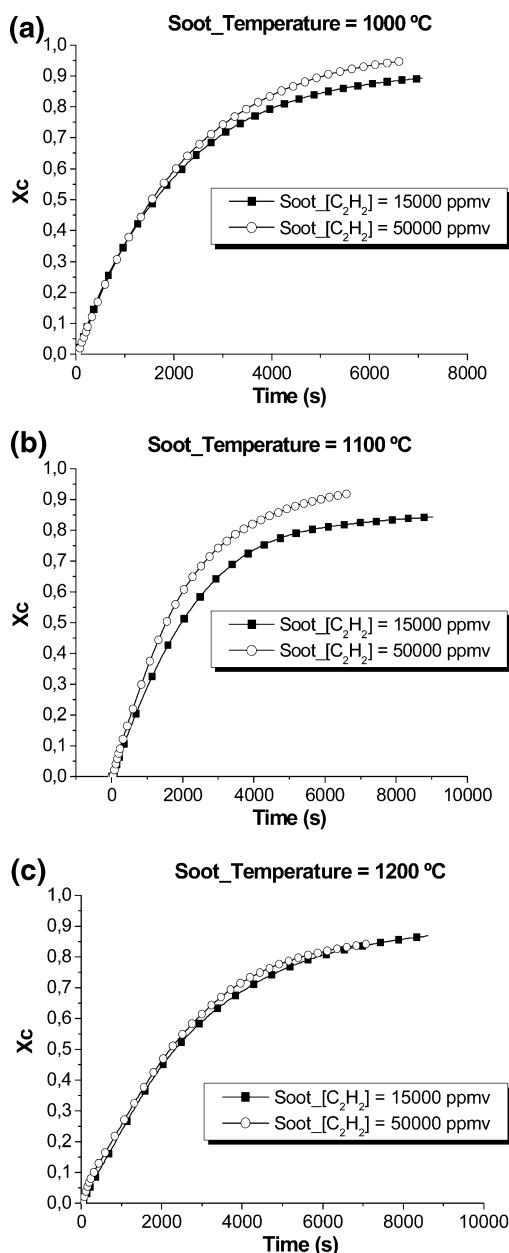 (a)
Soot_Temperature = 1000 ºC
1,0
0,9
0,8
0,7
0,6
0,5
0,4
0,3
0,2
0,1
0,0
Xc
Soot_[C₂H₂] = 15000 ppmv
Soot_[C₂H₂] = 50000 ppmv
0 2000 4000 6000 8000
Time (s)
(b)
Soot_Temperature = 1100 ºC
1,0
0,9
0,8
0,7
0,6
0,5
0,4
0,3
0,2
0,1
0,0
Xc
Soot_[C₂H₂] = 15000 ppmv
Soot_[C₂H₂] = 50000 ppmv
0 2000 4000 6000 8000 10000
Time (s)
(c)
Soot_Temperature = 1200 ºC
1,0
0,9
0,8
0,7
0,6
0,5
0,4
0,3
0,2
0,1
0,0
Xc
Soot_[C₂H₂] = 15000 ppmv
Soot_[C₂H₂] = 50000 ppmv
0 2000 4000 6000 8000 10000
Time (s)